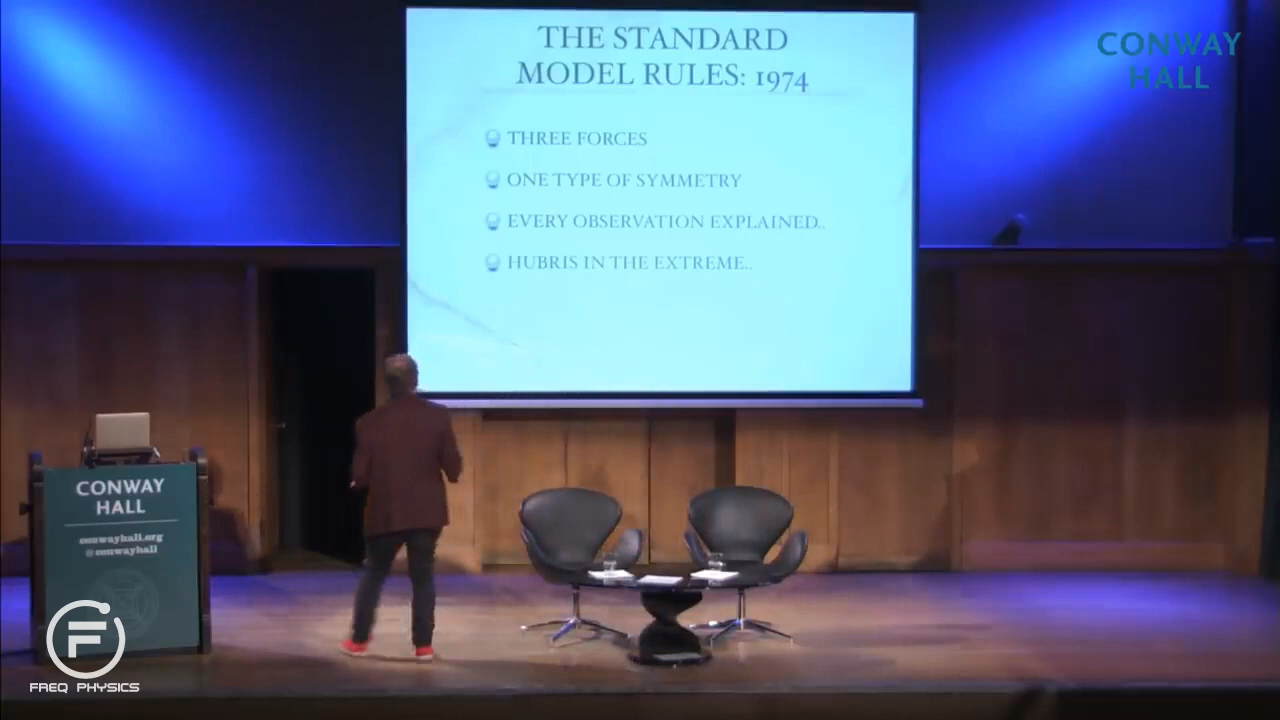 THE STANDARD
MODEL RULES: 1974
THREE FORCES
ONE TYPE OF SYMMETRY
EVERY OBSERVATION EXPLAINED..
HUBRIS IN THE EXTREME..
CONWAY
HALL
CONWAY
HALL
conwayhall.org
@conwayhall
F
FREQ PHYSICS